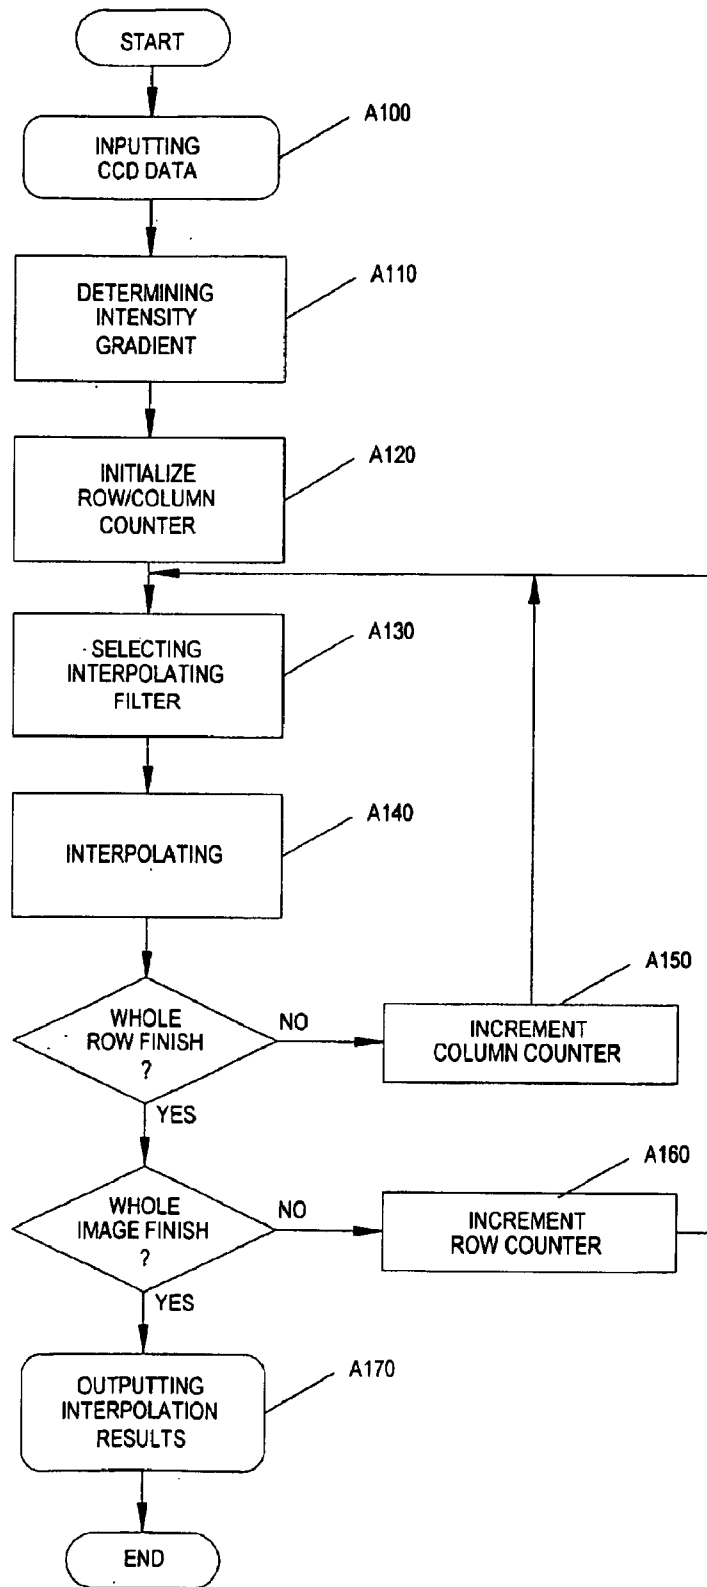 START
A100
INPUTTING
CCD DATA
A110
DETERMINING
INTENSITY
GRADIENT
A120
INITIALIZE
ROW/COLUMN
COUNTER
A130
SELECTING
INTERPOLATING
FILTER
A140
INTERPOLATING
A150
WHOLE
ROW FINISH
?
NO
INCREMENT
COLUMN COUNTER
YES
A160
WHOLE
IMAGE FINISH
?
NO
INCREMENT
ROW COUNTER
YES
A170
OUTPUTTING
INTERPOLATION
RESULTS
END